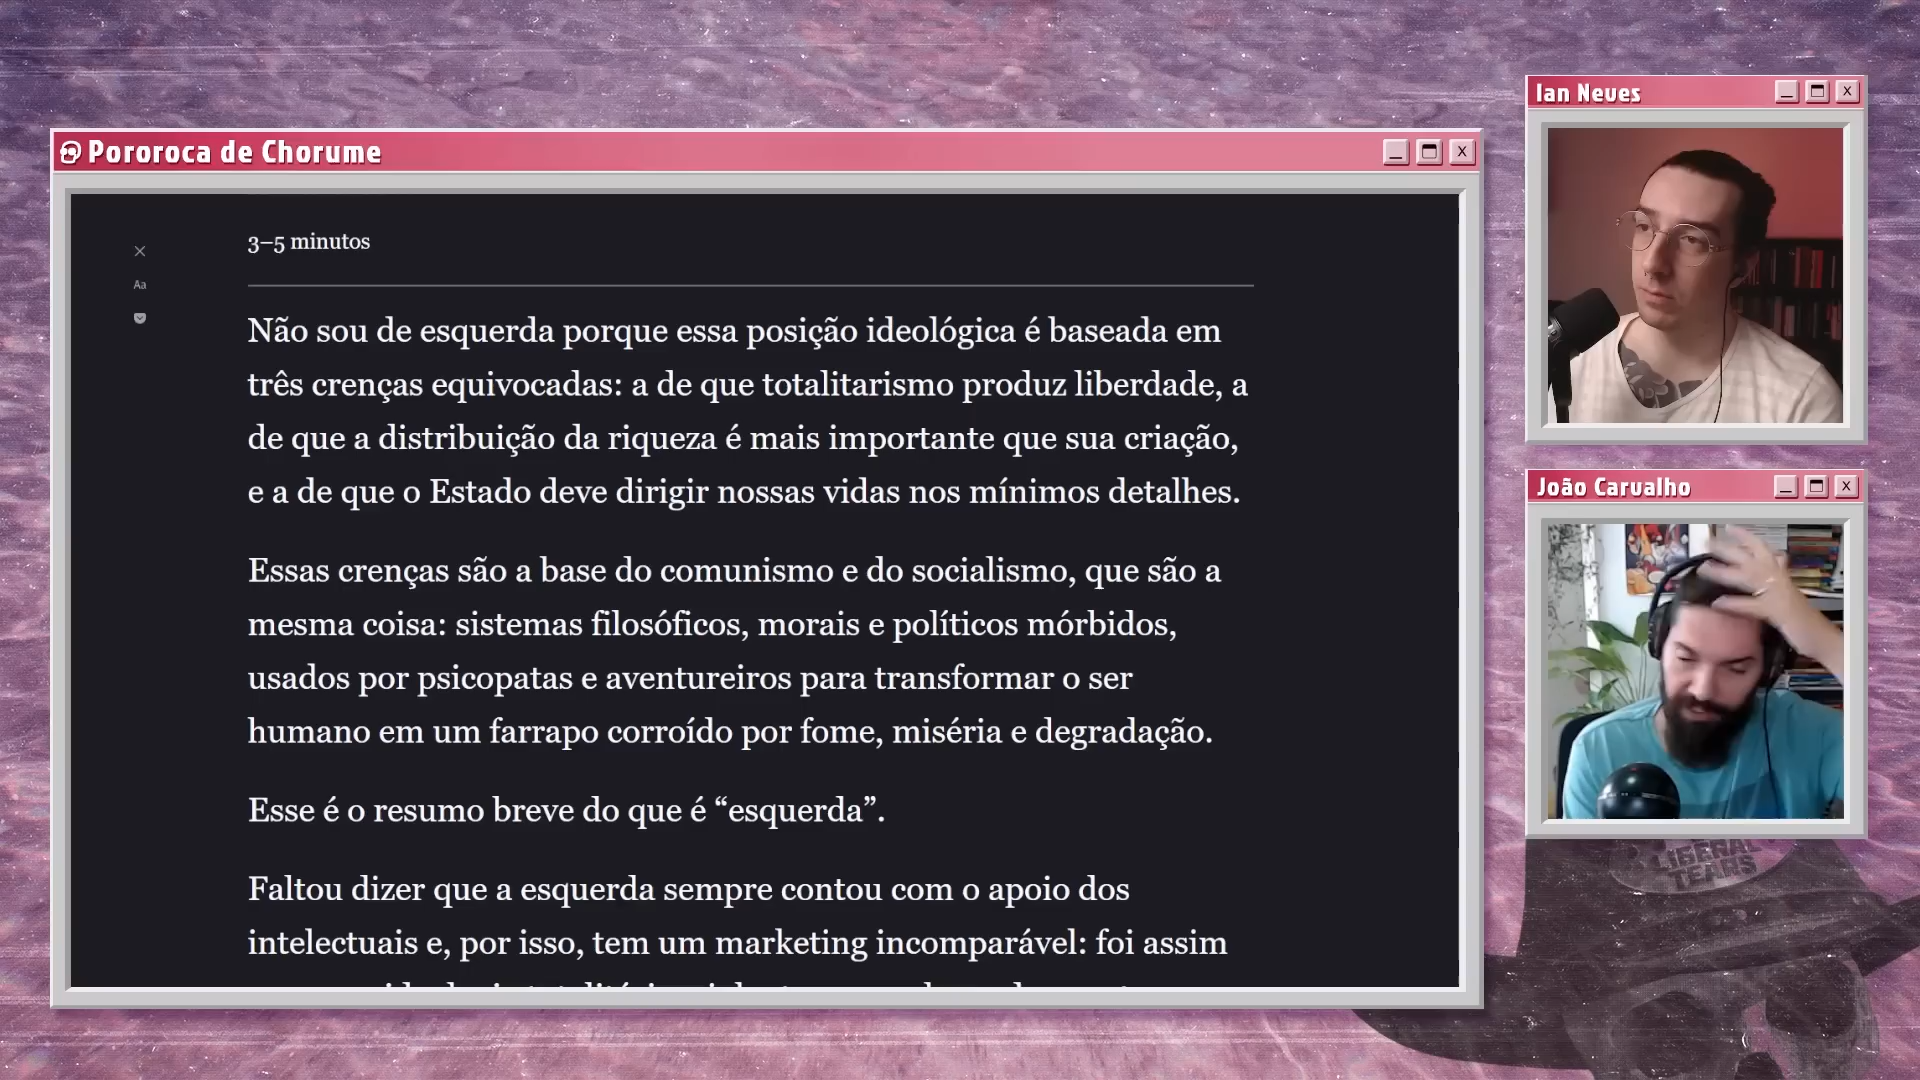 Pororoca de Chorume
3–5 minutos
Aa
Não sou de esquerda porque essa posição ideológica é baseada em
três crenças equivocadas: a de que totalitarismo produz liberdade, a
de que a distribuição da riqueza é mais importante que sua criação,
e a de que o Estado deve dirigir nossas vidas nos mínimos detalhes.
Essas crenças são a base do comunismo e do socialismo, que são a
mesma coisa: sistemas filosóficos, morais e políticos mórbidos,
usados por psicopatas e aventureiros para transformar o ser
humano em um farrapo corroído por fome, miséria e degradação.
Esse é o resumo breve do que é “esquerda”.
Faltou dizer que a esquerda sempre contou com o apoio dos
intelectuais e, por isso, tem um marketing incomparável: foi assim
Ian Neves
João Carvalho
LIBERAL
TEARS